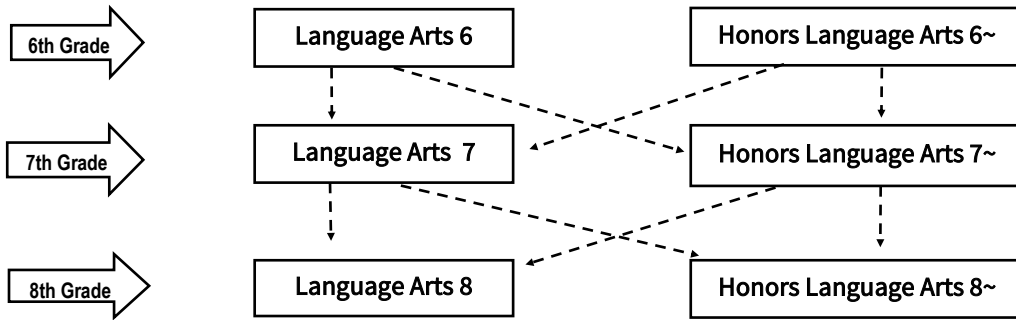 6th Grade
Language Arts 6
Honors Language Arts 6~
7th Grade
Language Arts 7
Honors Language Arts 7~
8th Grade
Language Arts 8
Honors Language Arts 8~